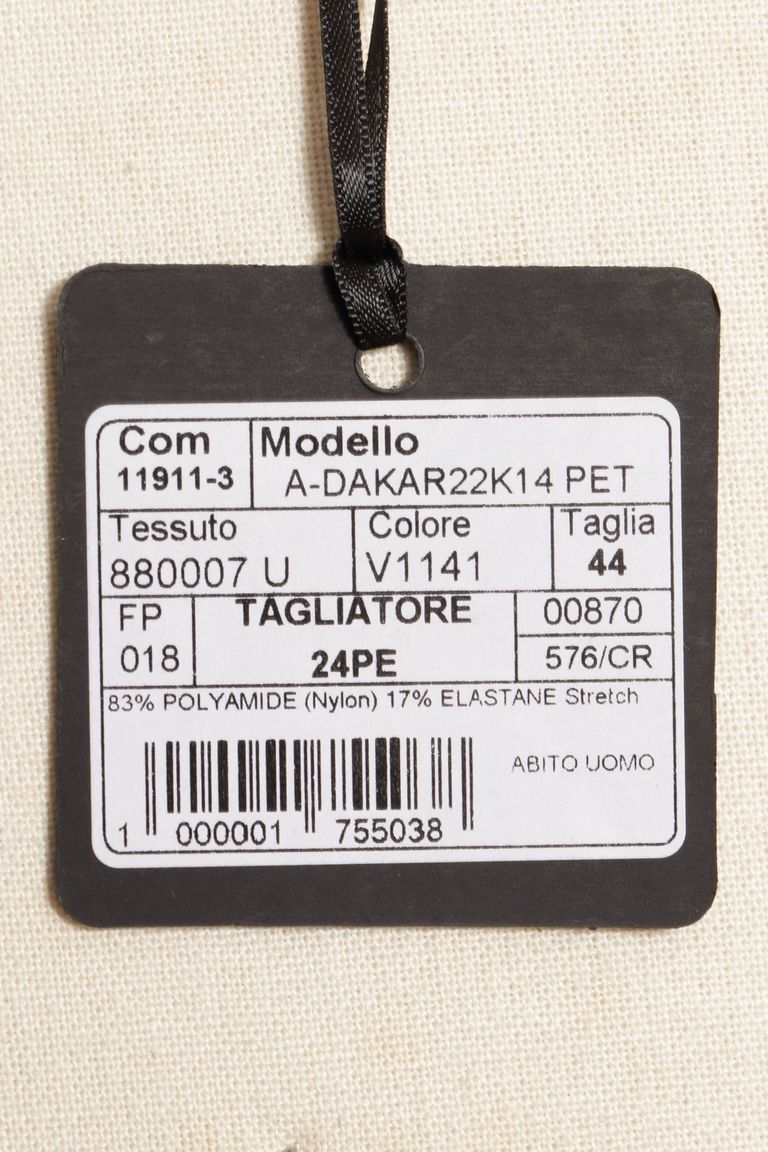 Com
11911-3
Modello
A-DAKAR22K14 PET
Tessuto
880007 U
Colore
V1141
Taglia
44
FP
018
TAGLIATORE
24PE
00870
576/CR
83% POLYAMIDE (Nylon) 17% ELASTANE Stretch
ABITO UOMO
1 000001 755038